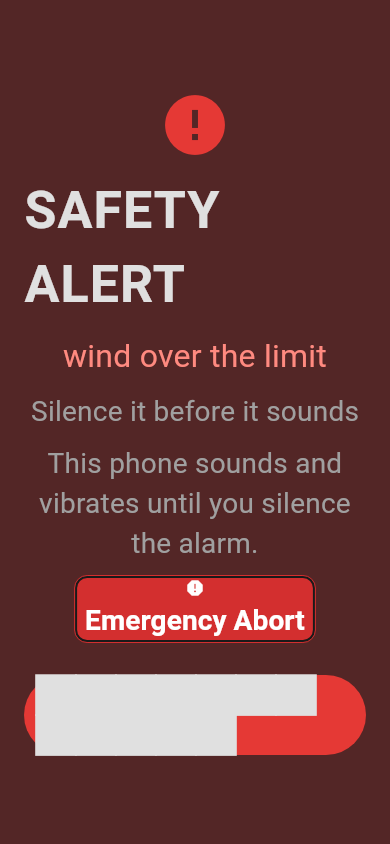 SAFETY
ALERT
wind over the limit
Silence it before it sounds
This phone sounds and
vibrates until you silence
the alarm.
Emergency Abort